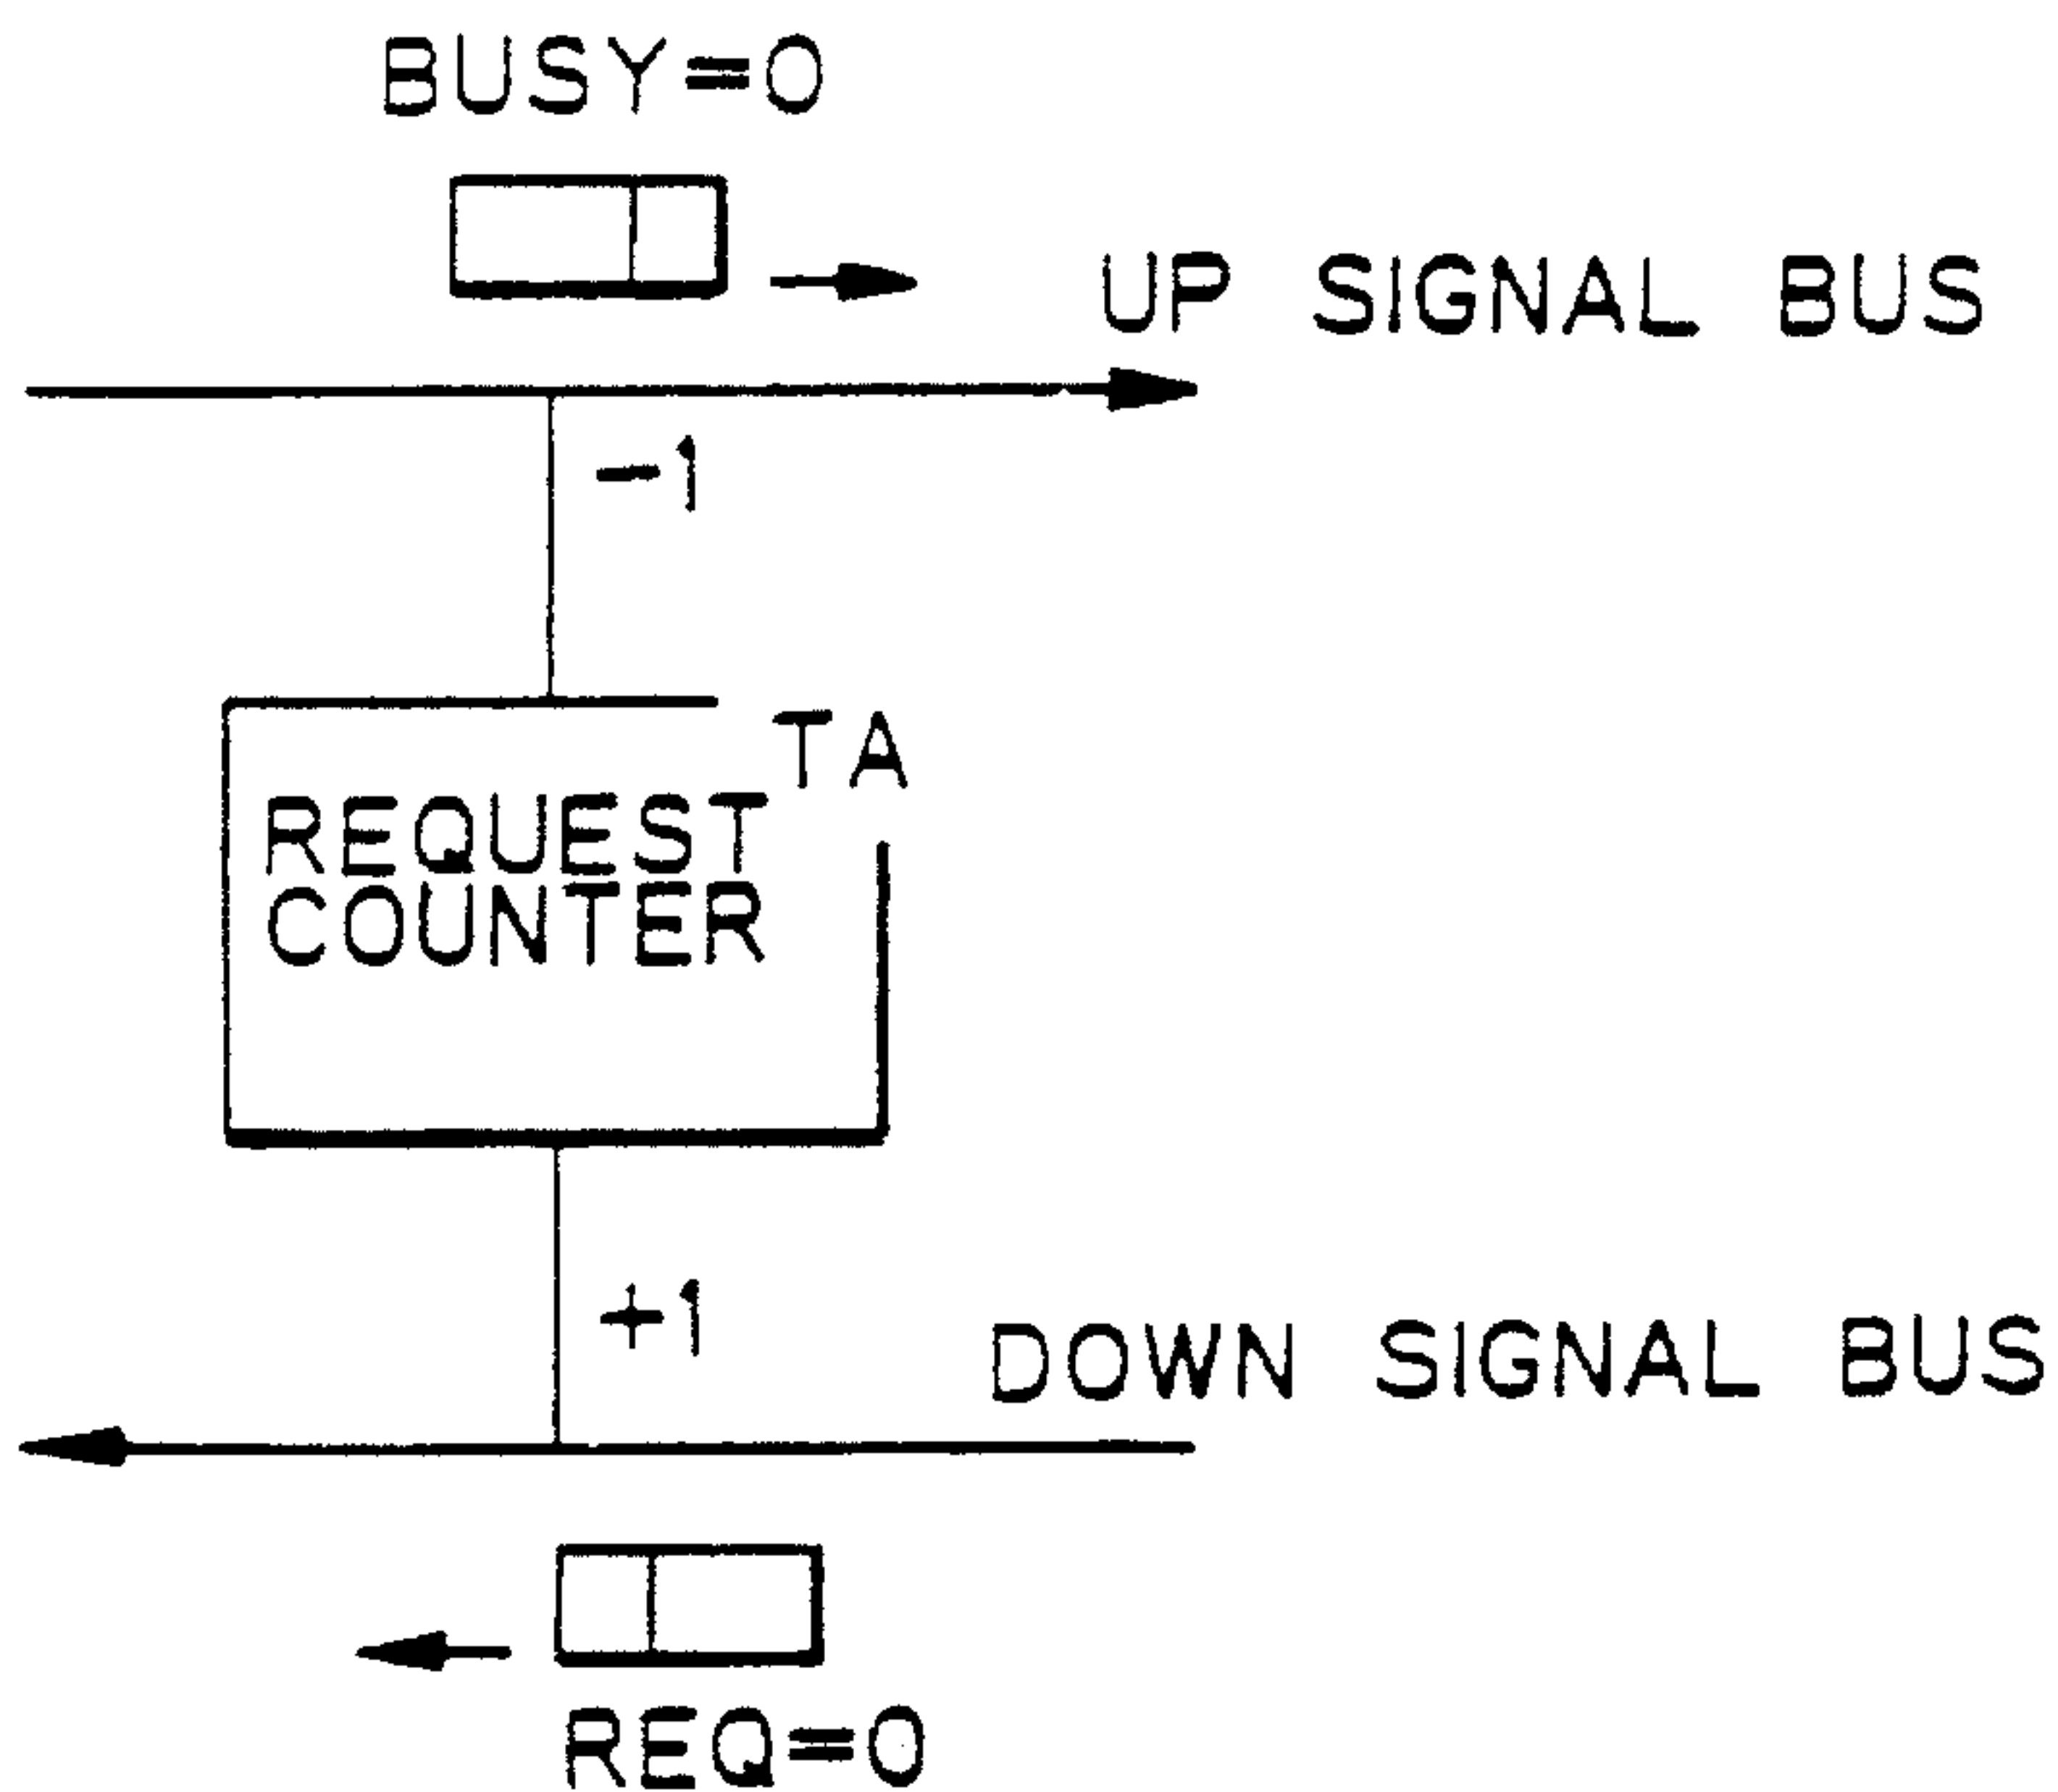 BUSY=0
UP SIGNAL BUS
-1
TA
REQUEST
COUNTER
+1
DOWN SIGNAL BUS
REQ=0